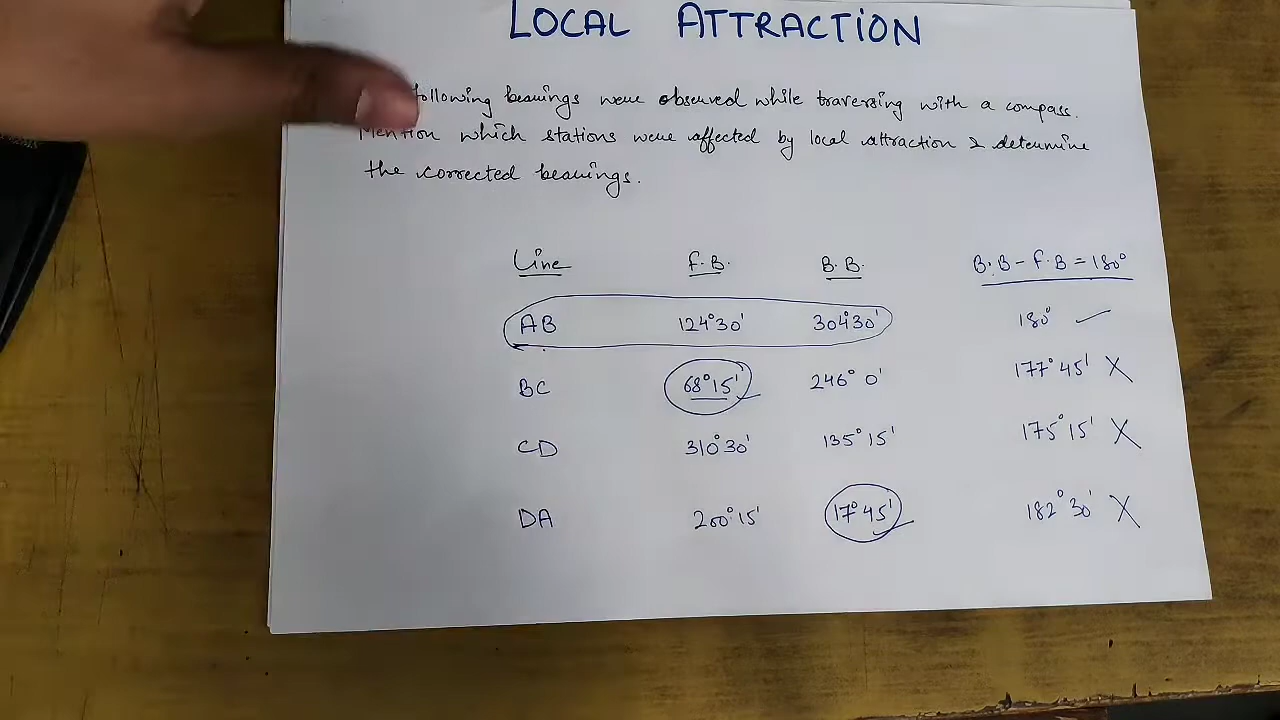 LOCAL ATTRACTION
following bearings were observed while traversing with a compass.
Mention which stations were affected by local attraction & determine
the corrected bearings.
Line F.B. B.B. B.B - F.B = 180°
AB 124°30' 304°30' 180°
BC 68°15' 246° 0' 177°45' X
CD 310°30' 135°15' 175°15' X
DA 200°15' 17°45' 182°30' X